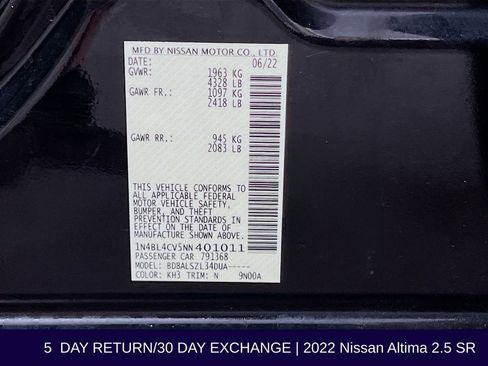 MFD BY NISSAN MOTOR CO., LTD.
DATE: 06/22
GVWR: 1963 KG
4328 LB
GAWR FR.: 1097 KG
2418 LB
GAWR RR.: 945 KG
2083 LB
THIS VEHICLE CONFORMS TO
ALL APPLICABLE FEDERAL
MOTOR VEHICLE SAFETY,
BUMPER, AND THEFT
PREVENTION STANDARDS
IN EFFECT ON THE DATE OF
MANUFACTURE SHOWN ABOVE.
1N4BL4CV5NN401011
PASSENGER CAR 791368
MODEL: BDBALSZL34DUA-----
COLOR: KH3 TRIM: N 9N00A
5 DAY RETURN/30 DAY EXCHANGE | 2022 Nissan Altima 2.5 SR